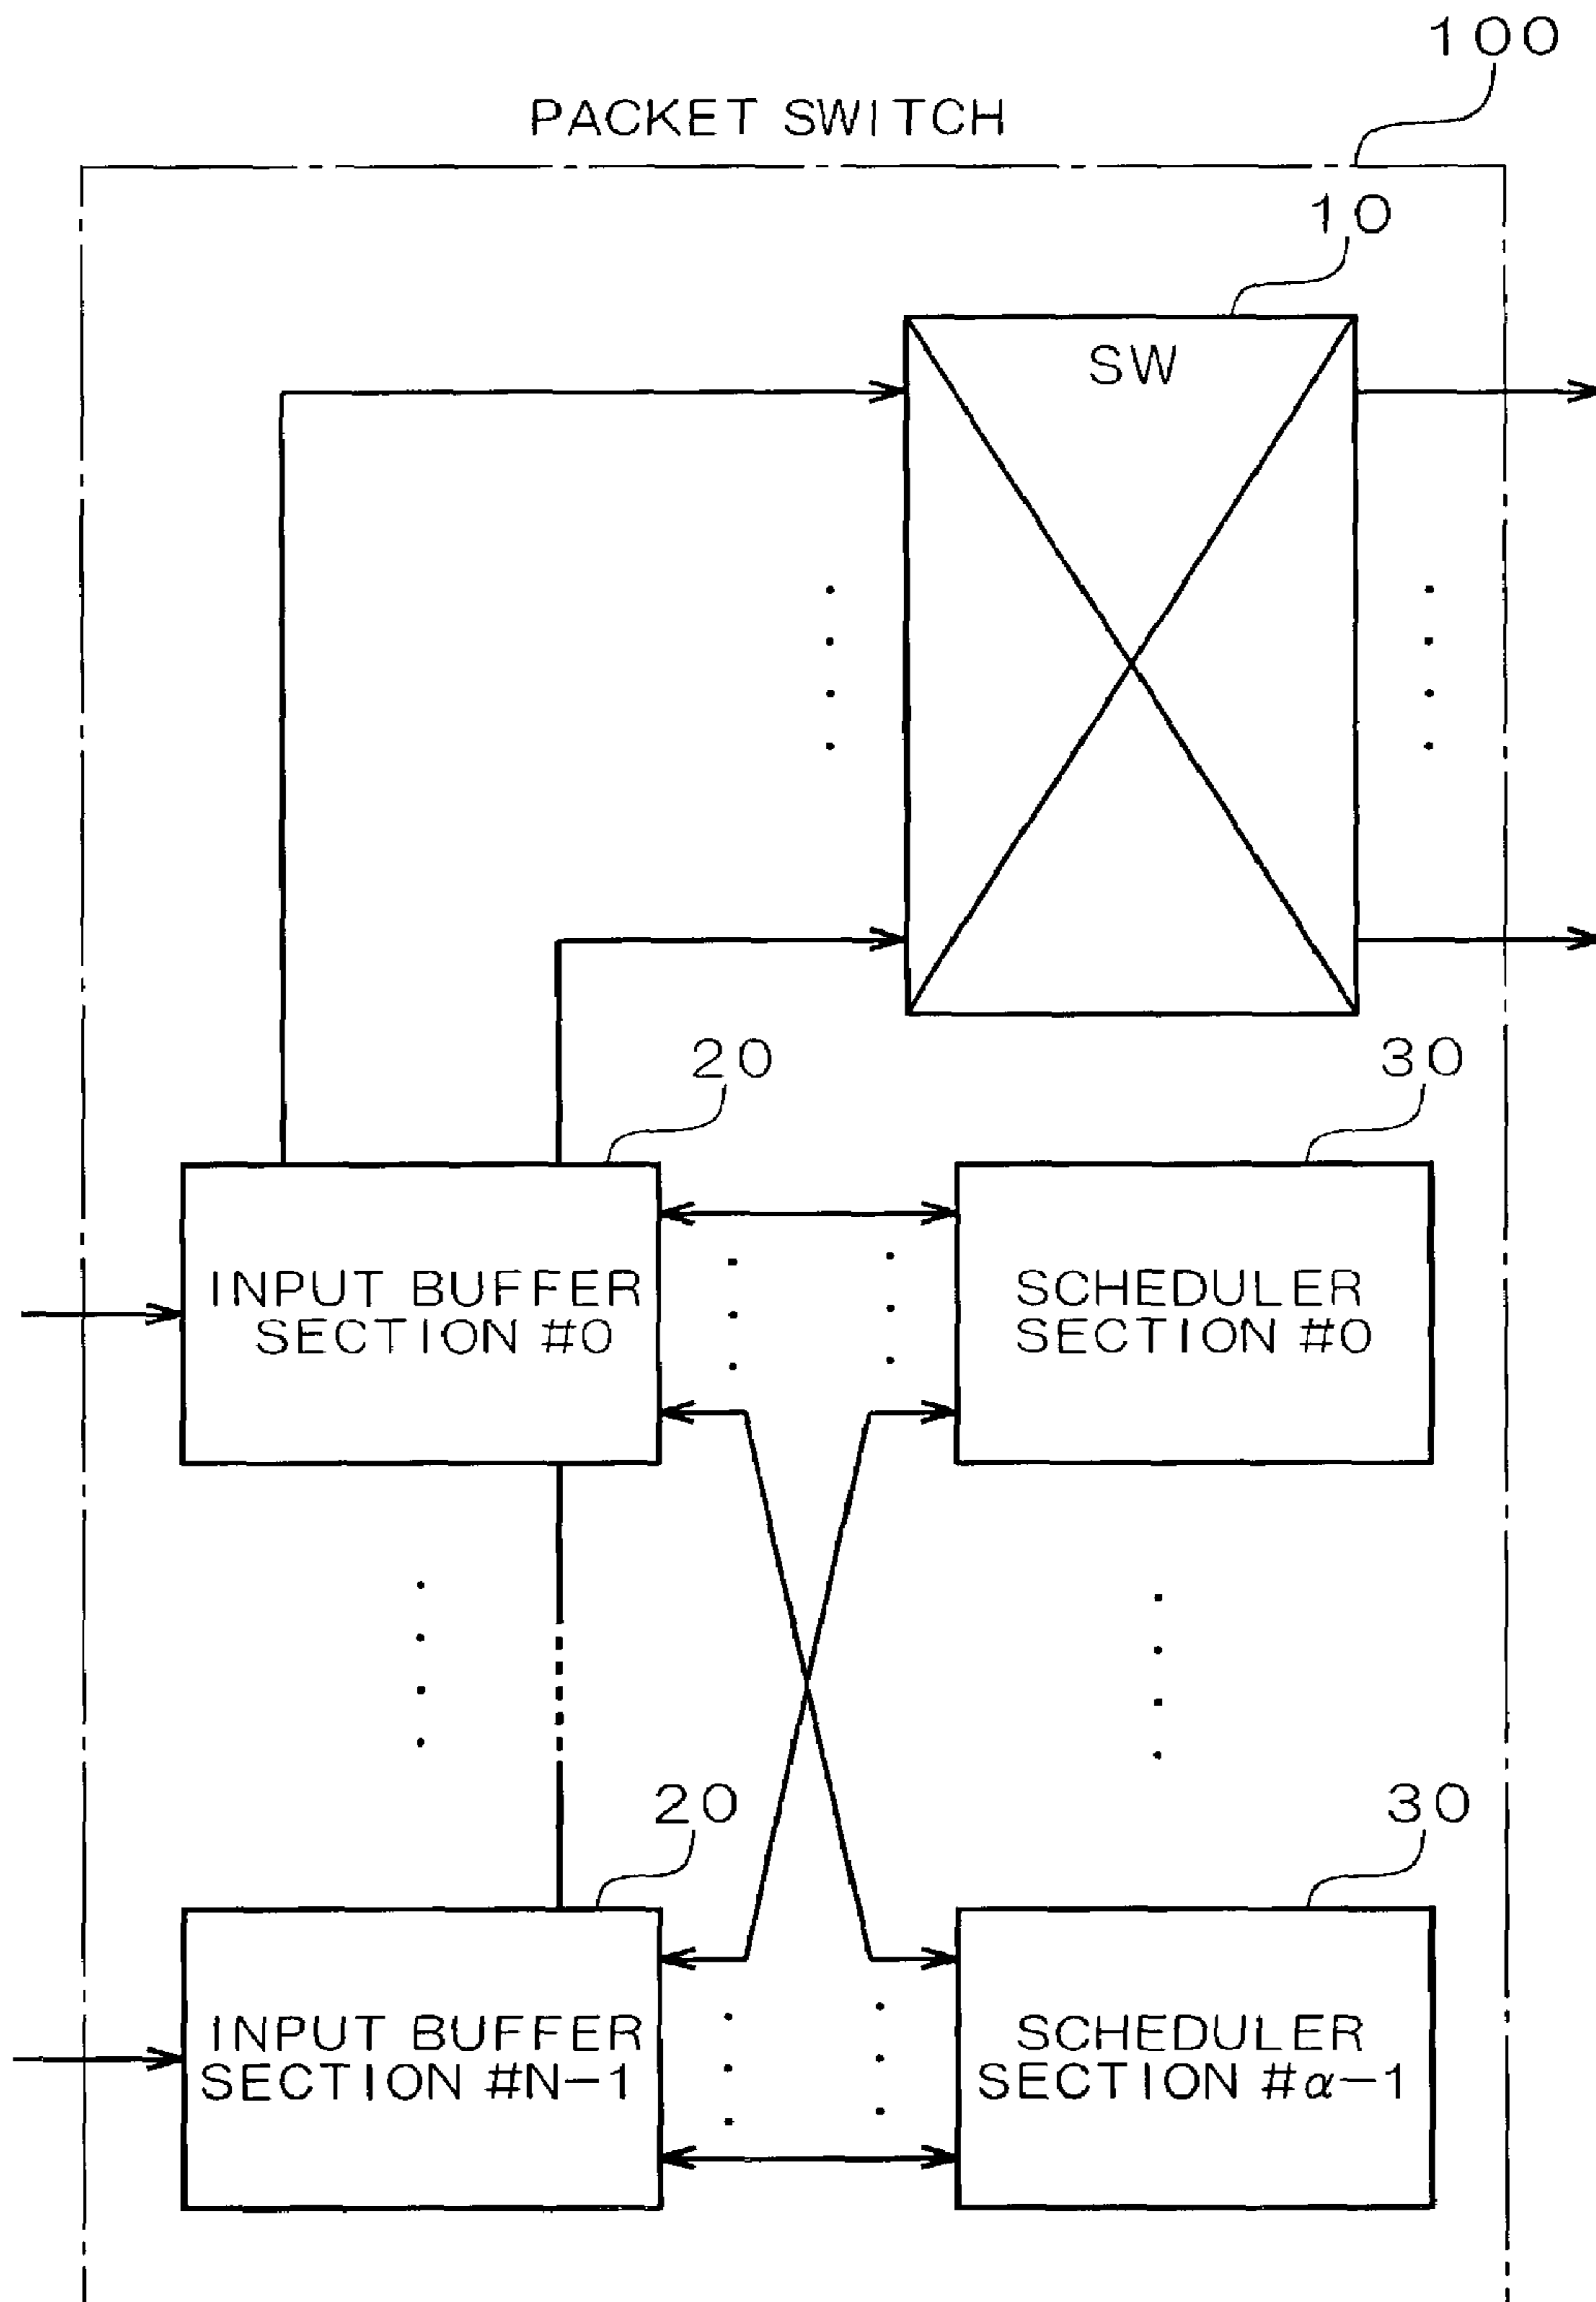 100
PACKET SWITCH
10
SW
20
30
INPUT BUFFER
SECTION #0
SCHEDULER
SECTION #0
20
30
INPUT BUFFER
SECTION #N-1
SCHEDULER
SECTION #α-1